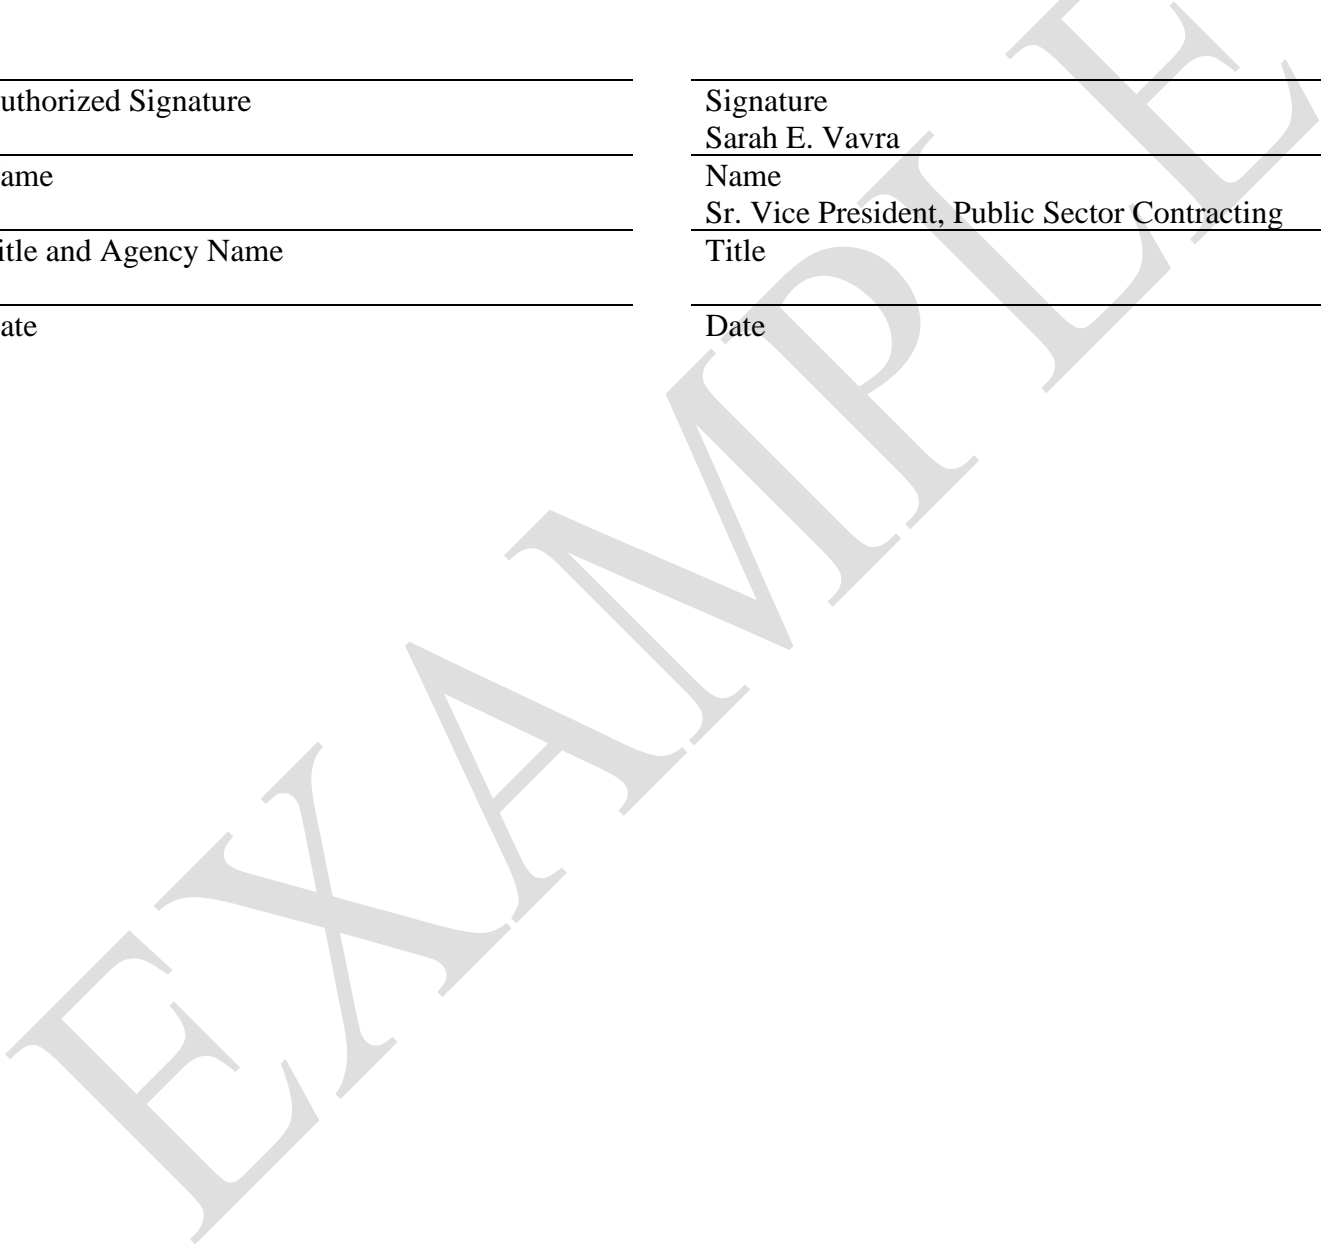 uthorized Signature
ame
itle and Agency Name
ate
Signature
Sarah E. Vavra
Name
Sr. Vice President, Public Sector Contracting
Title
Date
EXAMPLE